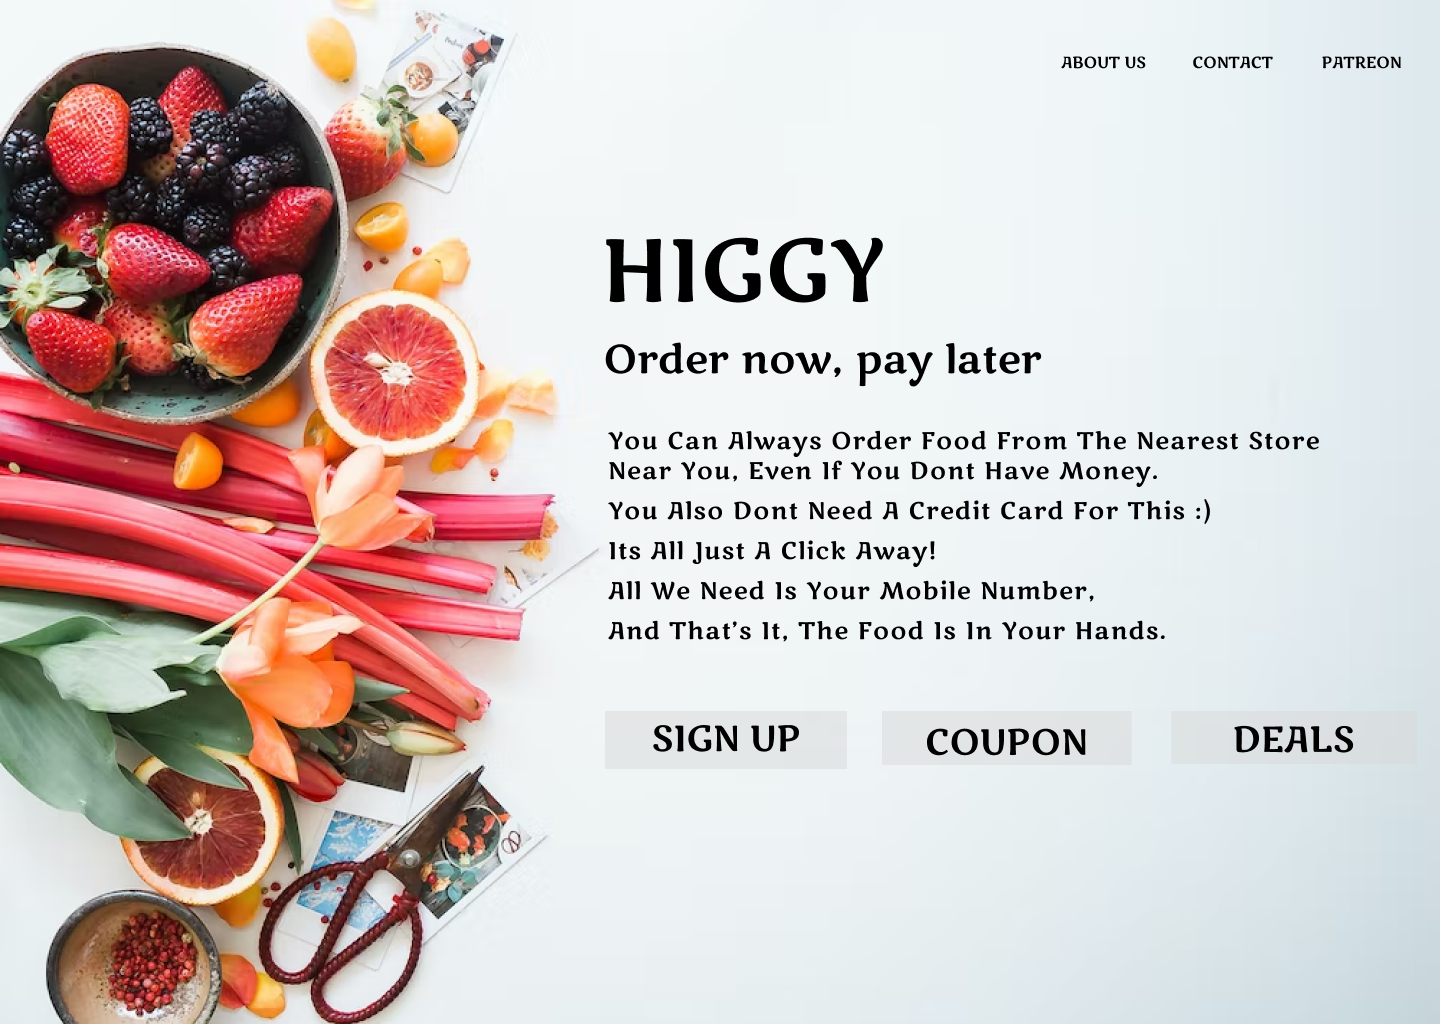 ABOUT US CONTACT PATREON
HIGGY
Order now, pay later
You Can Always Order Food From The Nearest Store
Near You, Even If You Dont Have Money.
You Also Dont Need A Credit Card For This :)
Its All Just A Click Away!
All We Need Is Your Mobile Number,
And That's It, The Food Is In Your Hands.
SIGN UP COUPON DEALS